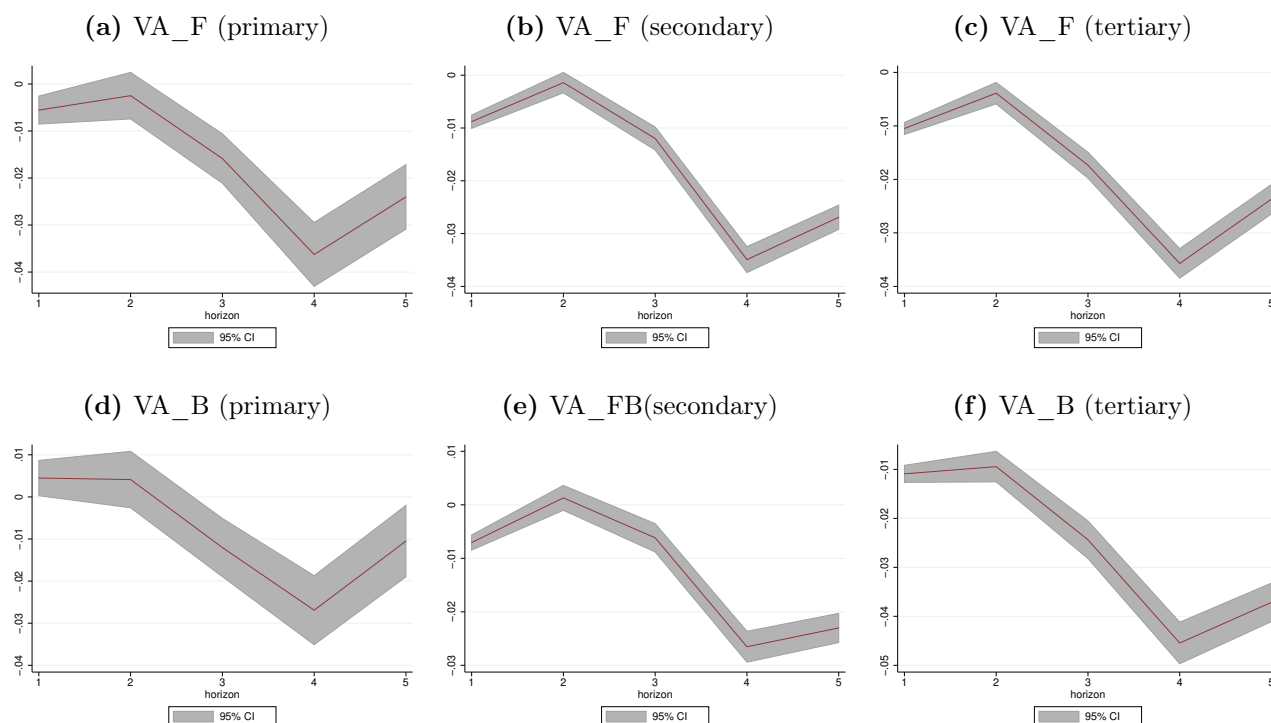 (a) VA_F (primary)
(b) VA_F (secondary)
(c) VA_F (tertiary)
0
-.01
-.02
-.03
-.04
1 2 3 4 5
horizon
95% CI
0
-.01
-.02
-.03
-.04
1 2 3 4 5
horizon
95% CI
0
-.01
-.02
-.03
-.04
1 2 3 4 5
horizon
95% CI
(d) VA_B (primary)
(e) VA_FB(secondary)
(f) VA_B (tertiary)
.01
0
-.01
-.02
-.03
-.04
1 2 3 4 5
horizon
95% CI
.01
0
-.01
-.02
-.03
1 2 3 4 5
horizon
95% CI
-.01
-.02
-.03
-.04
-.05
1 2 3 4 5
horizon
95% CI